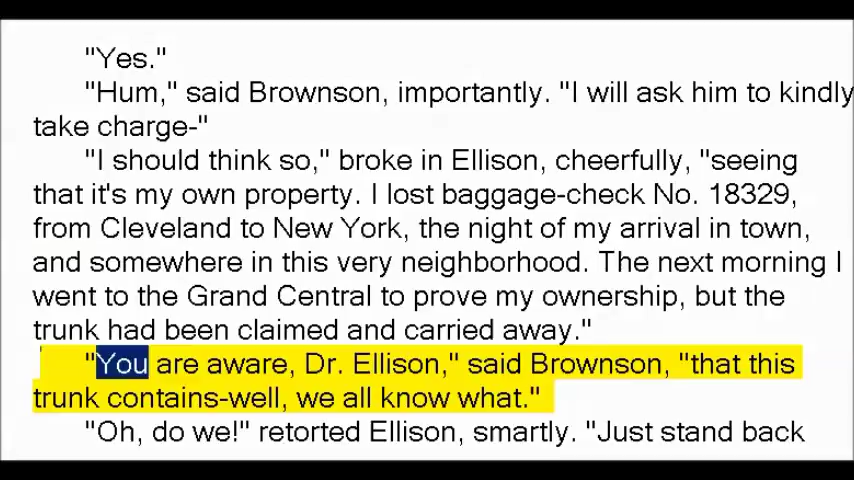 "Yes."
"Hum," said Brownson, importantly. "I will ask him to kindly
take charge-"
"I should think so," broke in Ellison, cheerfully, "seeing
that it's my own property. I lost baggage-check No. 18329,
from Cleveland to New York, the night of my arrival in town,
and somewhere in this very neighborhood. The next morning I
went to the Grand Central to prove my ownership, but the
trunk had been claimed and carried away."
"You are aware, Dr. Ellison," said Brownson, "that this
trunk contains-well, we all know what."
"Oh, do we!" retorted Ellison, smartly. "Just stand back